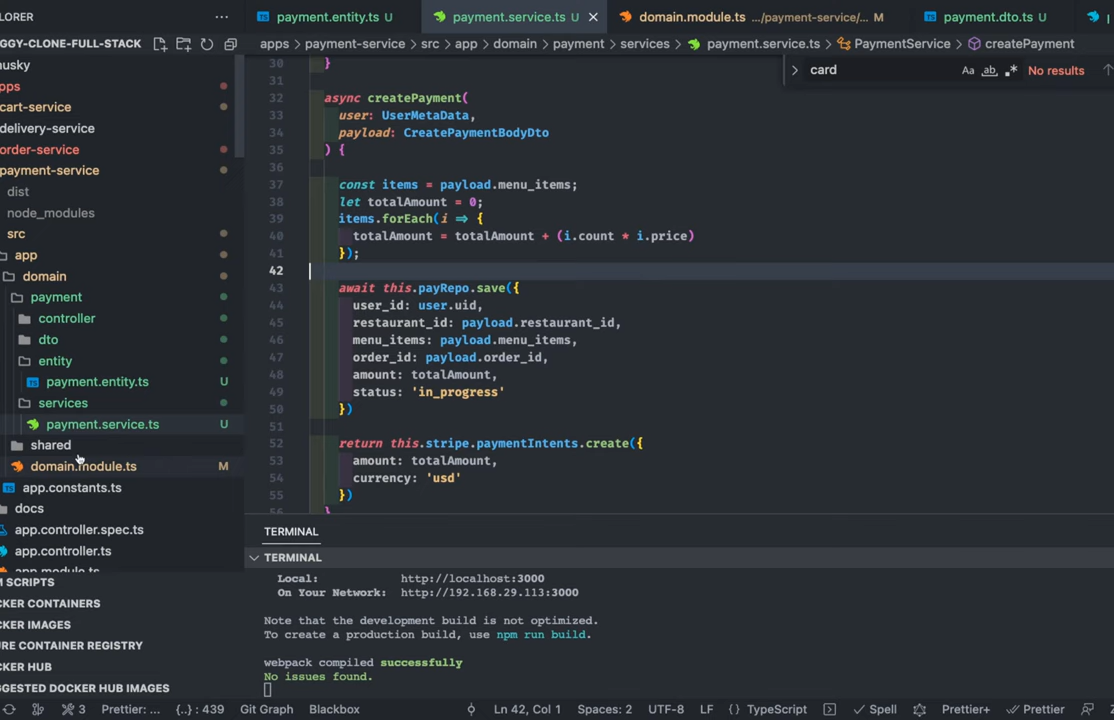 LORER ...
payment.entity.ts U
payment.service.ts U
domain.module.ts .../payment-service/... M
payment.dto.ts U
GGY-CLONE-FULL-STACK
apps > payment-service > src > app > domain > payment > services > payment.service.ts > PaymentService > createPayment
card
Aa ab .* No results
husky
pps
cart-service
delivery-service
order-service
payment-service
dist
node_modules
src
app
domain
payment
controller
dto
entity
payment.entity.ts U
services
payment.service.ts U
shared
domain.module.ts M
app.constants.ts
docs
app.controller.spec.ts
app.controller.ts
app.module.ts
M SCRIPTS
CKER CONTAINERS
CKER IMAGES
URE CONTAINER REGISTRY
CKER HUB
GGESTED DOCKER HUB IMAGES
30 }
31
32 async createPayment(
33 user: UserMetaData,
34 payload: CreatePaymentBodyDto
35 ) {
36
37 const items = payload.menu_items;
38 let totalAmount = 0;
39 items.forEach(i => {
40 totalAmount = totalAmount + (i.count * i.price)
41 });
42
43 await this.payRepo.save({
44 user_id: user.uid,
45 restaurant_id: payload.restaurant_id,
46 menu_items: payload.menu_items,
47 order_id: payload.order_id,
48 amount: totalAmount,
49 status: 'in_progress'
50 })
51
52 return this.stripe.paymentIntents.create({
53 amount: totalAmount,
54 currency: 'usd'
55 })
56 }
TERMINAL
TERMINAL
Local: http://localhost:3000
On Your Network: http://192.168.29.113:3000
Note that the development build is not optimized.
To create a production build, use npm run build.
webpack compiled successfully
No issues found.
3 Prettier: ... {..} : 439 Git Graph Blackbox Ln 42, Col 1 Spaces: 2 UTF-8 LF {} TypeScript Spell Prettier+ Prettier